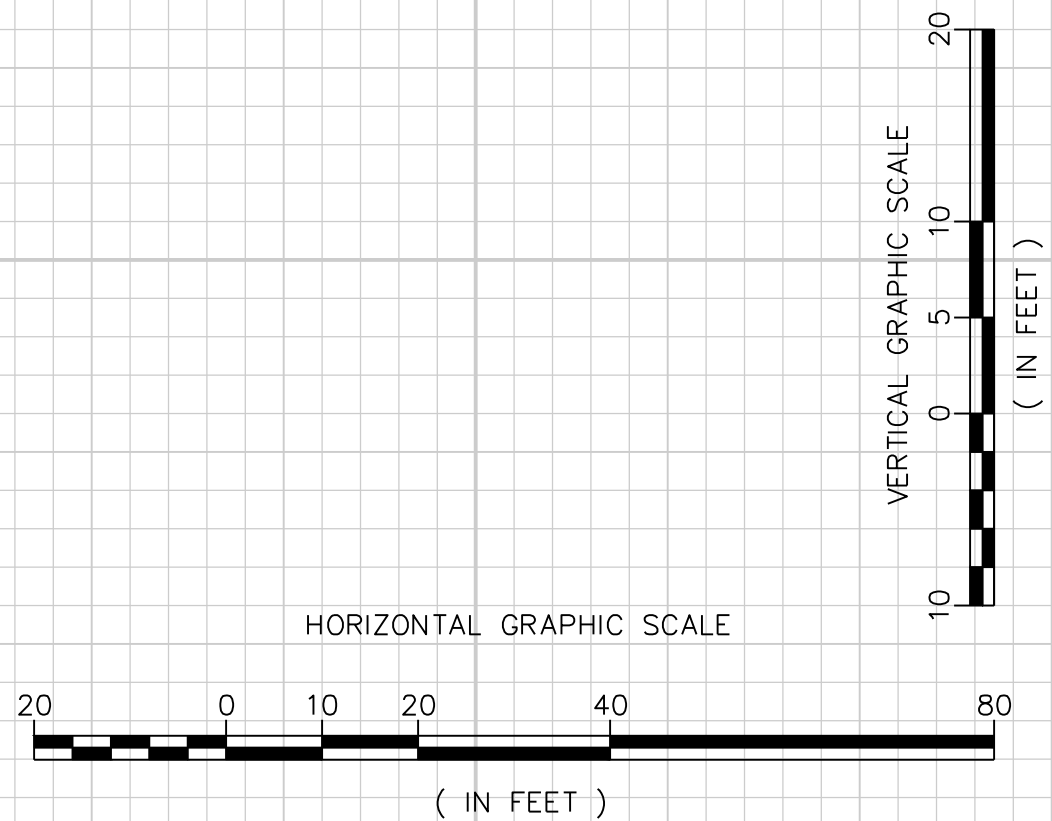 20
10
5
0
10
VERTICAL GRAPHIC SCALE
( IN FEET )
HORIZONTAL GRAPHIC SCALE
20 0 10 20 40 80
( IN FEET )